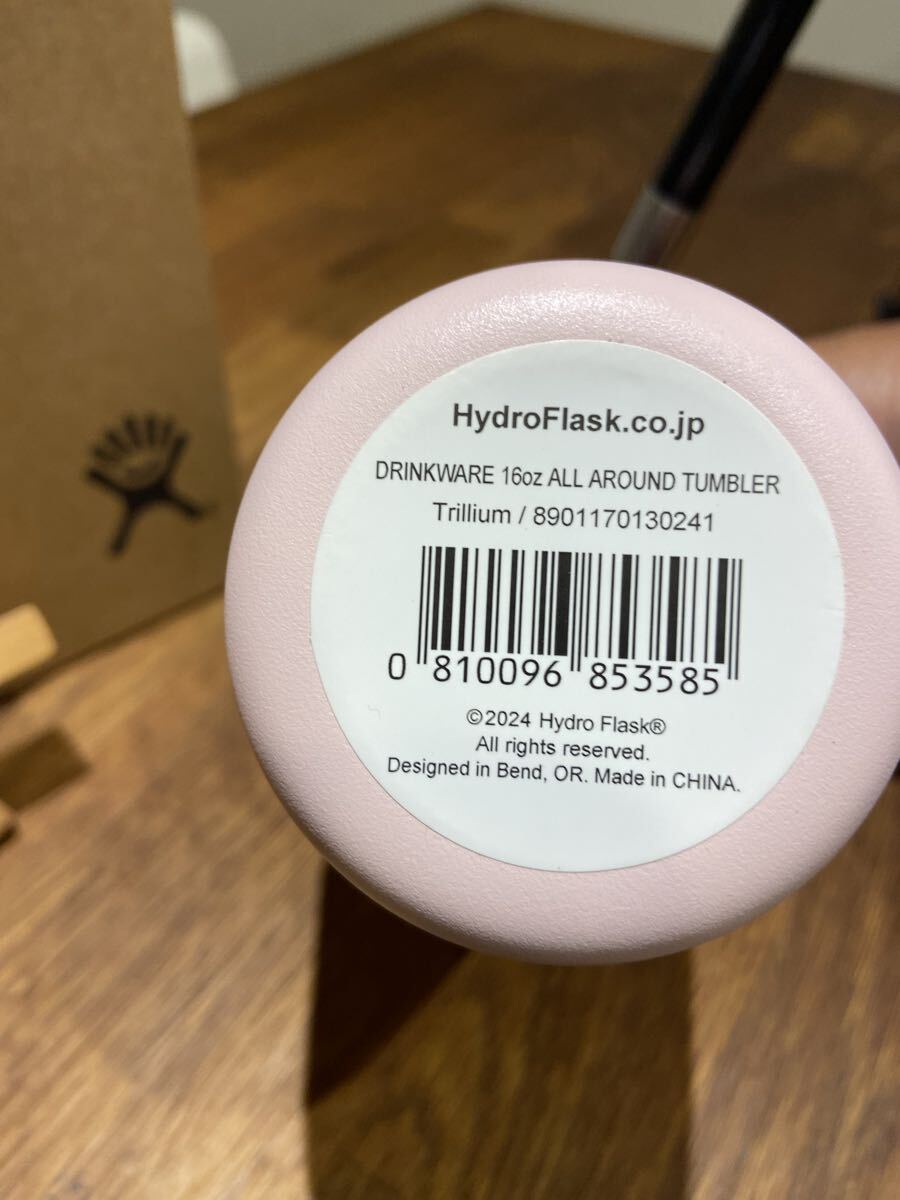 HydroFlask.co.jp
DRINKWARE 16oz ALL AROUND TUMBLER
Trillium / 8901170130241
0 810096 853585
©2024 Hydro Flask®
All rights reserved.
Designed in Bend, OR. Made in CHINA.